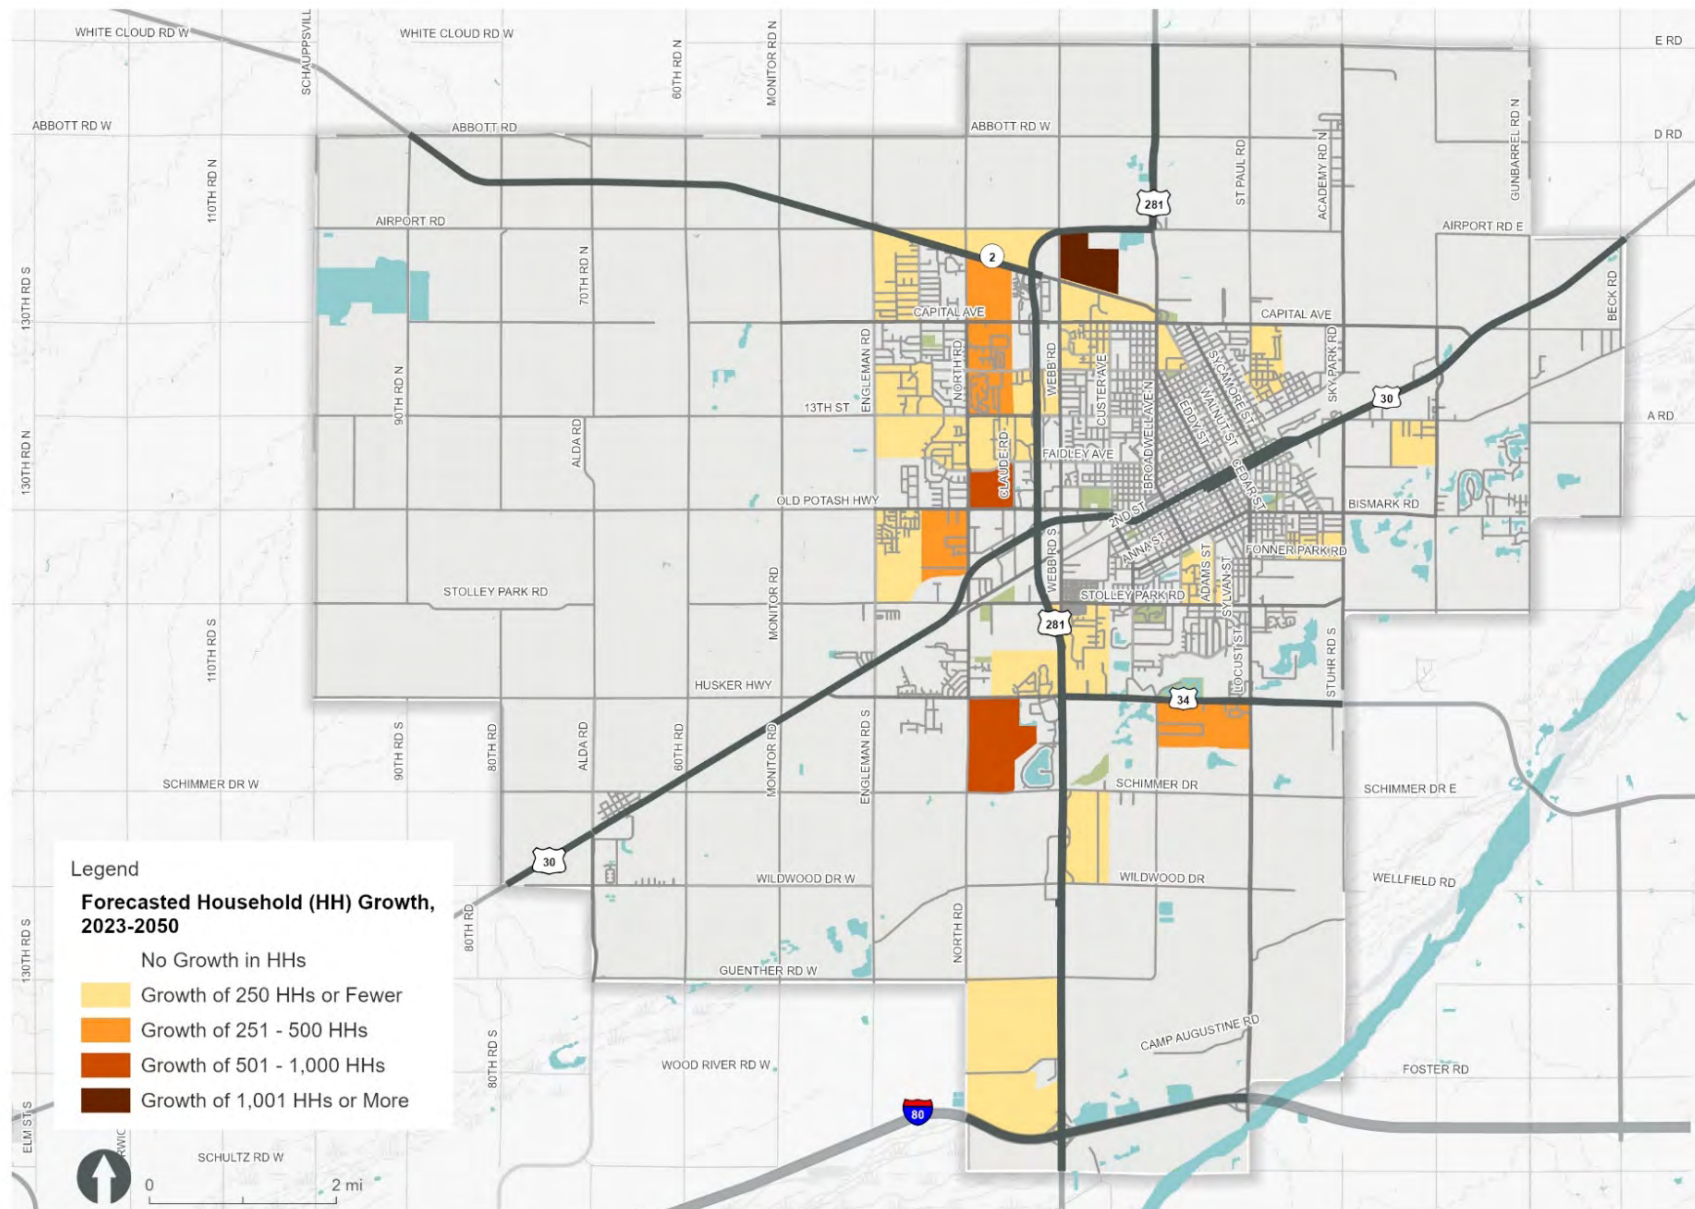 WHITE CLOUD RD W
SCHAUPPSVILL
WHITE CLOUD RD W
60TH RD N
MONITOR RD N
E RD
ABBOTT RD W
ABBOTT RD
ABBOTT RD W
D RD
110TH RD N
ST PAUL RD
ACADEMY RD N
GUNBARREL RD N
281
AIRPORT RD
AIRPORT RD E
2
130TH RD S
70TH RD N
BECK RD
CAPITAL AVE
CAPITAL AVE
ENGLEMAN RD
NORTH RD
WEBB RD
CUSTER AVE
SYCAMORE ST
SKY PARK RD
90TH RD N
13TH ST
BROADWELL AVE N
EDDY ST
WALNUT ST
30
A RD
130TH RD N
ALDA RD
CLAUDE RD
FAIDLEY AVE
CEDAR ST
OLD POTASH HWY
2ND ST
BISMARK RD
ANNA ST
FONNER PARK RD
WEBB RD S
STOLLEY PARK RD
MONITOR RD
STOLLEY PARK RD
ADAMS ST
SYLVAN ST
281
110TH RD S
LOCUST ST
STUHR RD S
HUSKER HWY
34
90TH RD S
80TH RD
ALDA RD
60TH RD
MONITOR RD
ENGLEMAN RD S
SCHIMMER DR W
SCHIMMER DR
SCHIMMER DR E
30
WILDWOOD DR W
WILDWOOD DR
WELLFIELD RD
Legend
Forecasted Household (HH) Growth,
2023-2050
No Growth in HHs
Growth of 250 HHs or Fewer
Growth of 251 - 500 HHs
Growth of 501 - 1,000 HHs
Growth of 1,001 HHs or More
130TH RD S
80TH RD
NORTH RD
GUENTHER RD W
CAMP AUGUSTINE RD
80TH RD S
WOOD RIVER RD W
FOSTER RD
80
ELM ST S
RWIC
SCHULTZ RD W
0
2 mi